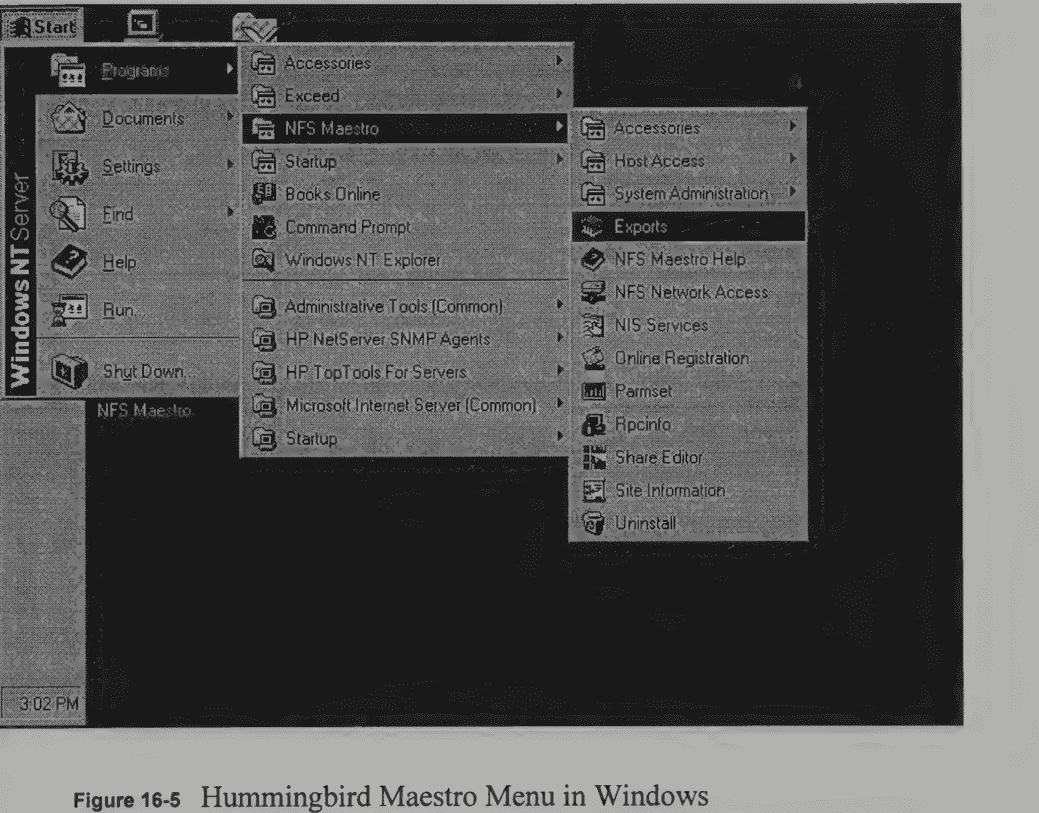 Start
Programs
Documents
Settings
Find
Help
Run...
Shut Down...
Windows NT Server
Accessories
Exceed
NFS Maestro
Startup
Books Online
Command Prompt
Windows NT Explorer
Administrative Tools (Common)
HP NetServer SNMP Agents
HP TopTools For Servers
Microsoft Internet Server (Common)
Startup
Accessories
Host Access
System Administration
Exports
NFS Maestro Help
NFS Network Access
NIS Services
Online Registration
Parmset
Rpcinfo
Share Editor
Site Information
Uninstall
NFS Maestro
3:02 PM
Figure 16-5 Hummingbird Maestro Menu in Windows